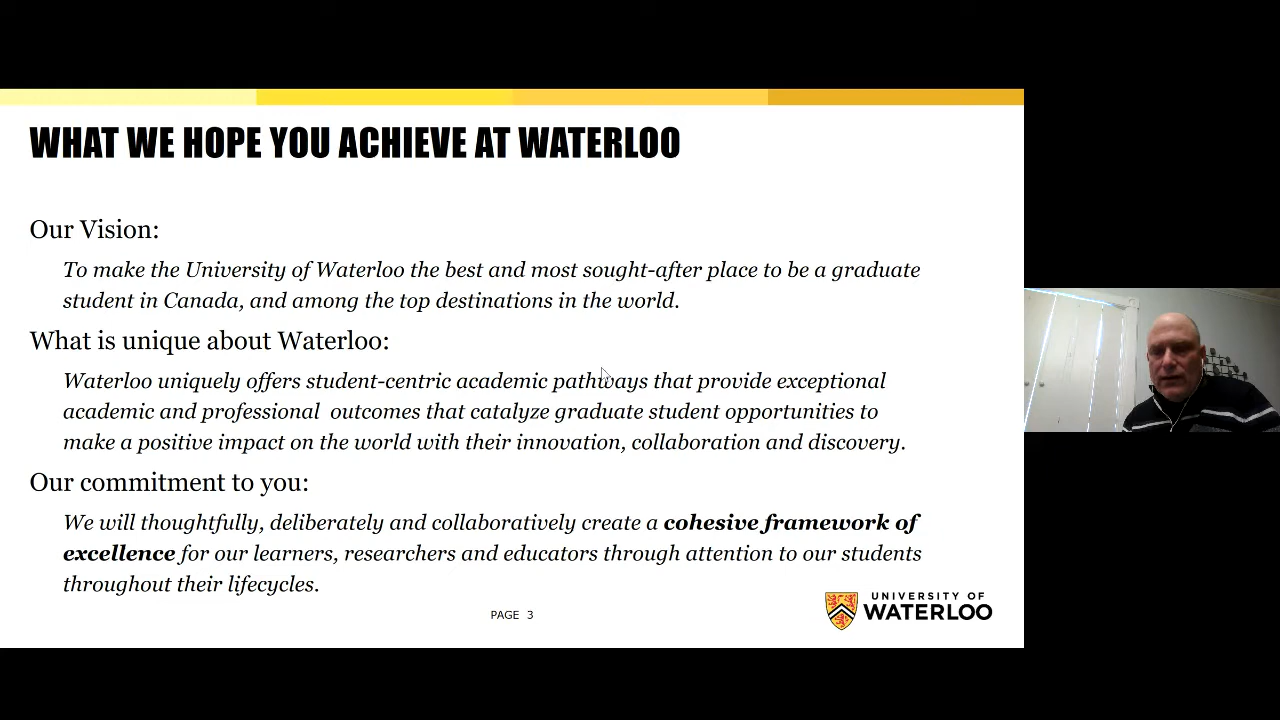 WHAT WE HOPE YOU ACHIEVE AT WATERLOO
Our Vision:
To make the University of Waterloo the best and most sought-after place to be a graduate
student in Canada, and among the top destinations in the world.
What is unique about Waterloo:
Waterloo uniquely offers student-centric academic pathways that provide exceptional
academic and professional  outcomes that catalyze graduate student opportunities to
make a positive impact on the world with their innovation, collaboration and discovery.
Our commitment to you:
We will thoughtfully, deliberately and collaboratively create a cohesive framework of
excellence for our learners, researchers and educators through attention to our students
throughout their lifecycles.
PAGE  3
UNIVERSITY OF
WATERLOO